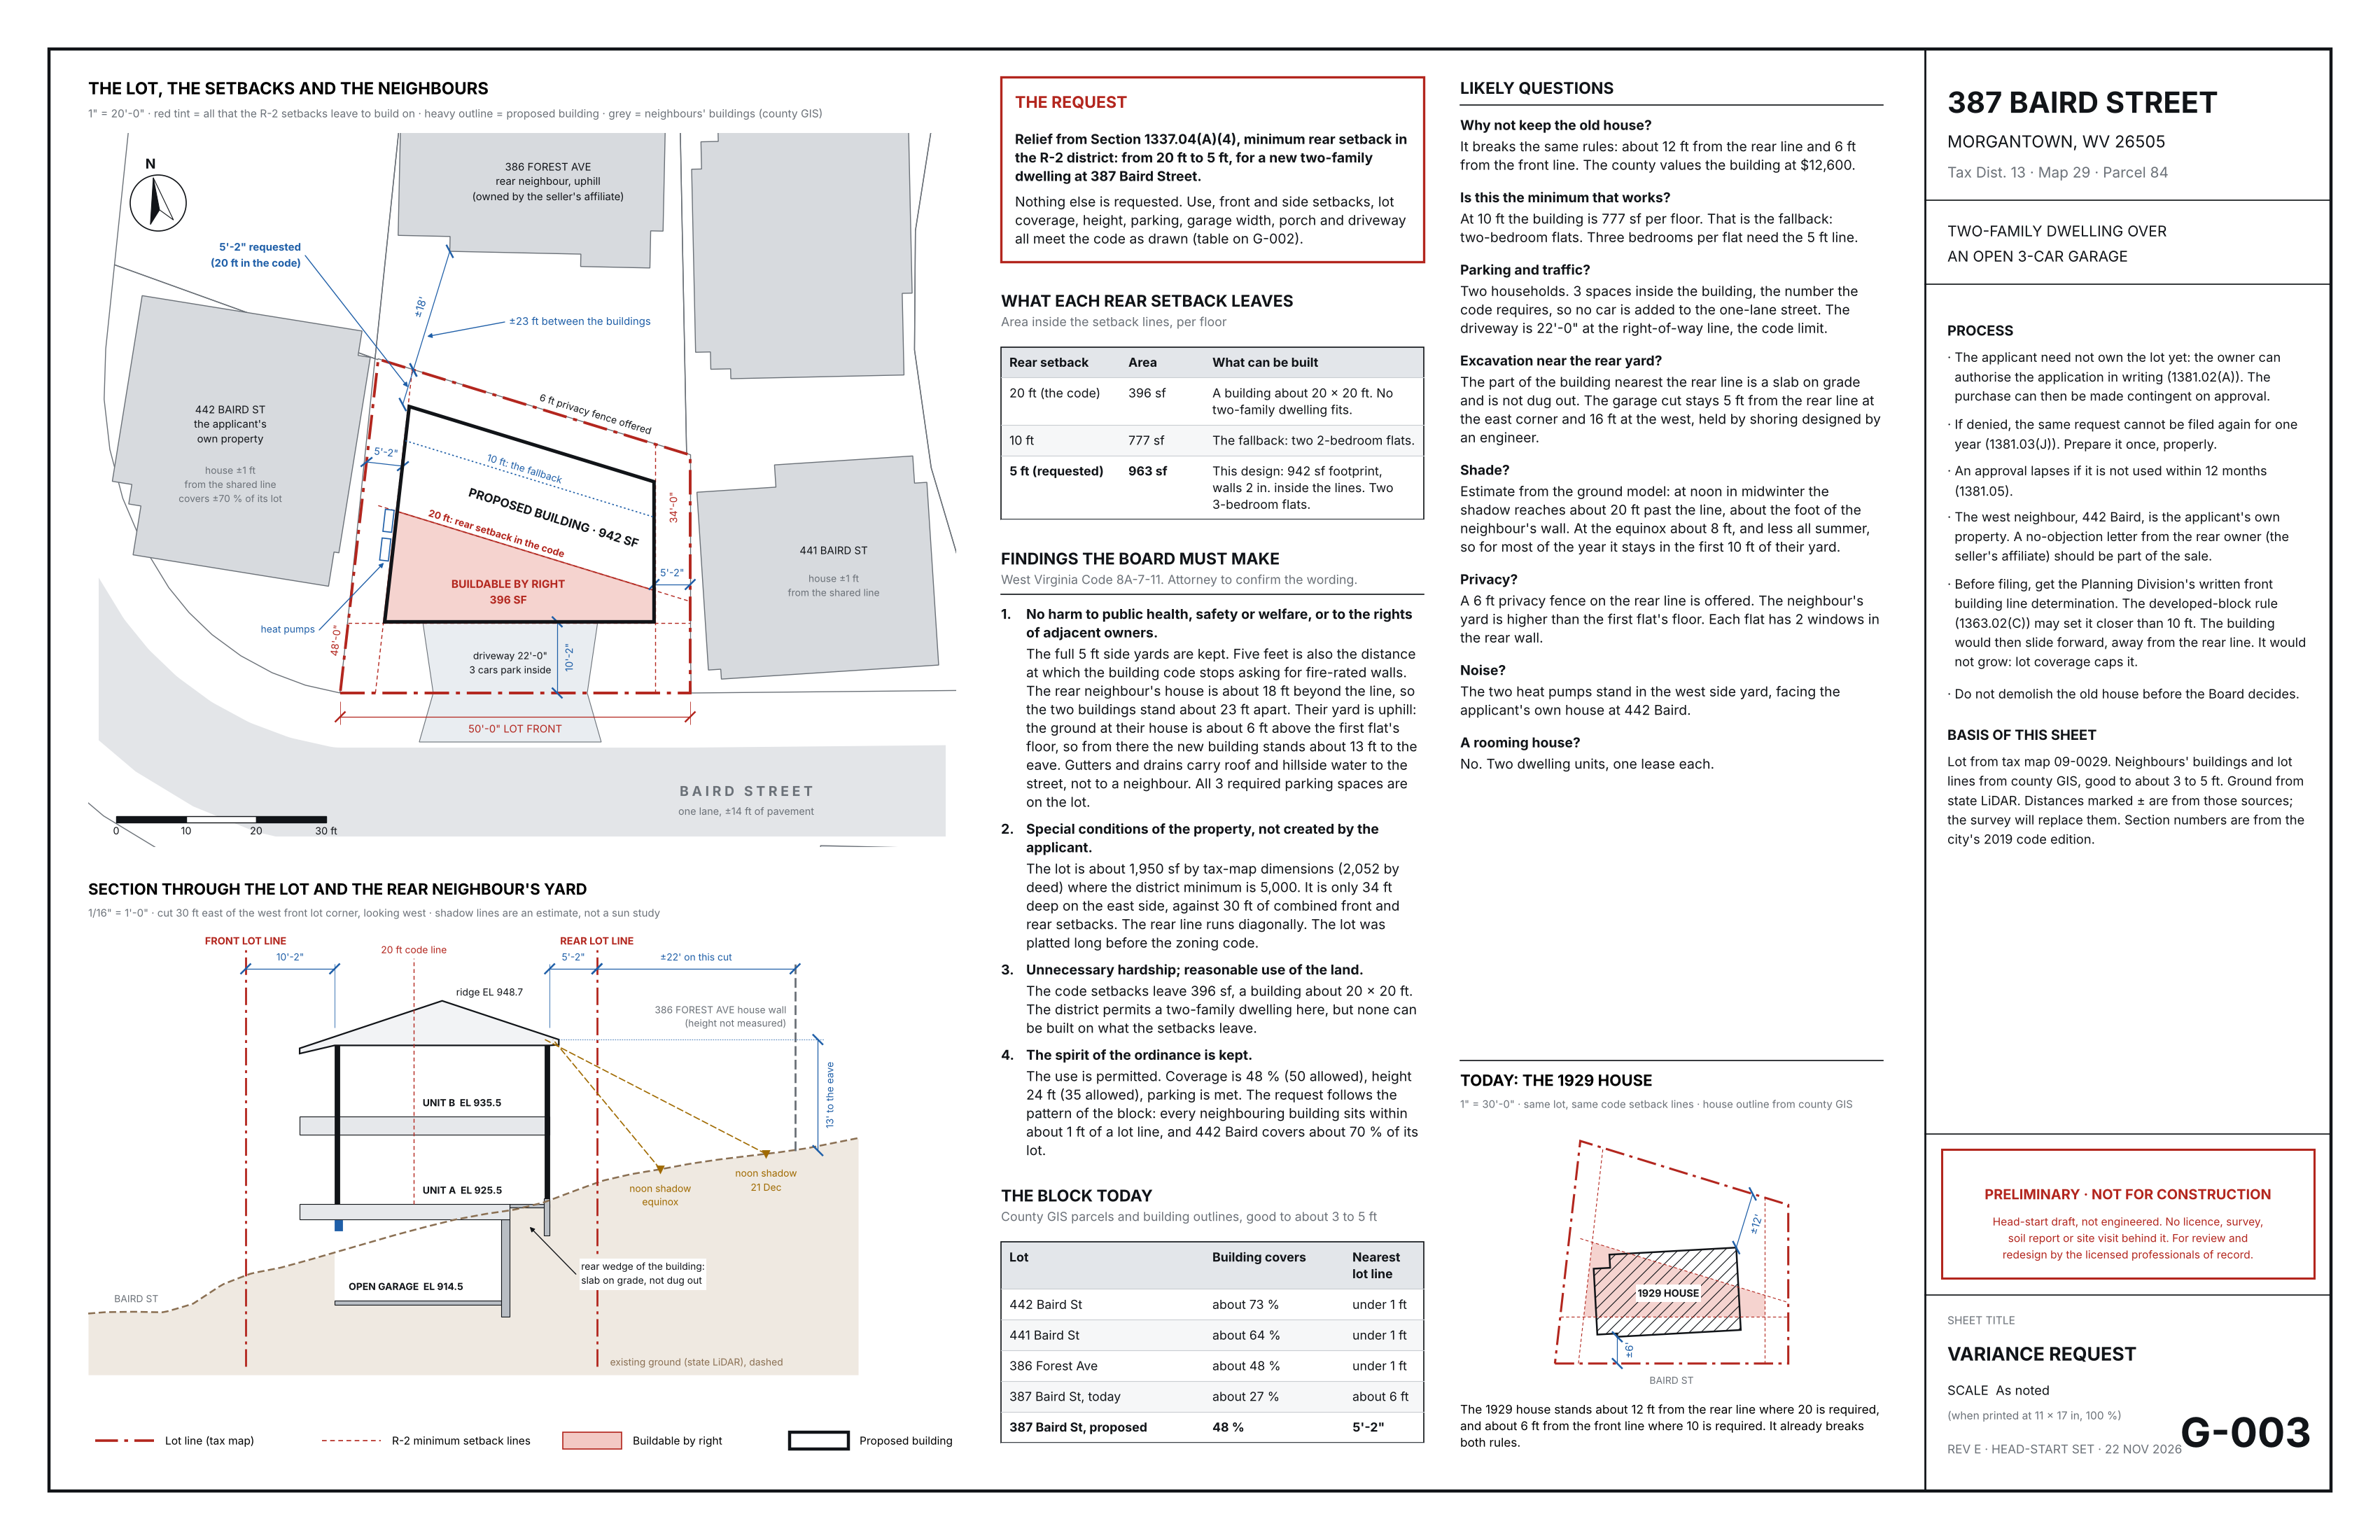 THE LOT, THE SETBACKS AND THE NEIGHBOURS
1" = 20'-0" · red tint = all that the R-2 setbacks leave to build on · heavy outline = proposed building · grey = neighbours' buildings (county GIS)
N
386 FOREST AVE
rear neighbour, uphill
(owned by the seller's affiliate)
5'-2" requested
(20 ft in the code)
±18'
±23 ft between the buildings
442 BAIRD ST
the applicant's
own property
house ±1 ft
from the shared line
covers ±70 % of its lot
6 ft privacy fence offered
5'-2"
10 ft: the fallback
PROPOSED BUILDING · 942 SF
34'-0"
20 ft: rear setback in the code
5'-2"
BUILDABLE BY RIGHT
396 SF
441 BAIRD ST
house ±1 ft
from the shared line
heat pumps
48'-0"
driveway 22'-0"
3 cars park inside
10'-2"
50'-0" LOT FRONT
BAIRD STREET
one lane, ±14 ft of pavement
0 10 20 30 ft
SECTION THROUGH THE LOT AND THE REAR NEIGHBOUR'S YARD
1/16" = 1'-0" · cut 30 ft east of the west front lot corner, looking west · shadow lines are an estimate, not a sun study
FRONT LOT LINE
20 ft code line
REAR LOT LINE
10'-2"
5'-2"
±22' on this cut
ridge EL 948.7
386 FOREST AVE house wall
(height not measured)
13' to the eave
UNIT B EL 935.5
UNIT A EL 925.5
noon shadow
equinox
noon shadow
21 Dec
rear wedge of the building:
slab on grade, not dug out
OPEN GARAGE EL 914.5
BAIRD ST
existing ground (state LiDAR), dashed
Lot line (tax map)
R-2 minimum setback lines
Buildable by right
Proposed building
THE REQUEST
Relief from Section 1337.04(A)(4), minimum rear setback in
the R-2 district: from 20 ft to 5 ft, for a new two-family
dwelling at 387 Baird Street.
Nothing else is requested. Use, front and side setbacks, lot
coverage, height, parking, garage width, porch and driveway
all meet the code as drawn (table on G-002).
WHAT EACH REAR SETBACK LEAVES
Area inside the setback lines, per floor
Rear setback Area What can be built
20 ft (the code) 396 sf A building about 20 × 20 ft. No
two-family dwelling fits.
10 ft 777 sf The fallback: two 2-bedroom flats.
5 ft (requested) 963 sf This design: 942 sf footprint,
walls 2 in. inside the lines. Two
3-bedroom flats.
FINDINGS THE BOARD MUST MAKE
West Virginia Code 8A-7-11. Attorney to confirm the wording.
1. No harm to public health, safety or welfare, or to the rights
of adjacent owners.
The full 5 ft side yards are kept. Five feet is also the distance
at which the building code stops asking for fire-rated walls.
The rear neighbour's house is about 18 ft beyond the line, so
the two buildings stand about 23 ft apart. Their yard is uphill:
the ground at their house is about 6 ft above the first flat's
floor, so from there the new building stands about 13 ft to the
eave. Gutters and drains carry roof and hillside water to the
street, not to a neighbour. All 3 required parking spaces are
on the lot.
2. Special conditions of the property, not created by the
applicant.
The lot is about 1,950 sf by tax-map dimensions (2,052 by
deed) where the district minimum is 5,000. It is only 34 ft
deep on the east side, against 30 ft of combined front and
rear setbacks. The rear line runs diagonally. The lot was
platted long before the zoning code.
3. Unnecessary hardship; reasonable use of the land.
The code setbacks leave 396 sf, a building about 20 × 20 ft.
The district permits a two-family dwelling here, but none can
be built on what the setbacks leave.
4. The spirit of the ordinance is kept.
The use is permitted. Coverage is 48 % (50 allowed), height
24 ft (35 allowed), parking is met. The request follows the
pattern of the block: every neighbouring building sits within
about 1 ft of a lot line, and 442 Baird covers about 70 % of its
lot.
THE BLOCK TODAY
County GIS parcels and building outlines, good to about 3 to 5 ft
Lot Building covers Nearest
lot line
442 Baird St about 73 % under 1 ft
441 Baird St about 64 % under 1 ft
386 Forest Ave about 48 % under 1 ft
387 Baird St, today about 27 % about 6 ft
387 Baird St, proposed 48 % 5'-2"
LIKELY QUESTIONS
Why not keep the old house?
It breaks the same rules: about 12 ft from the rear line and 6 ft
from the front line. The county values the building at $12,600.
Is this the minimum that works?
At 10 ft the building is 777 sf per floor. That is the fallback:
two-bedroom flats. Three bedrooms per flat need the 5 ft line.
Parking and traffic?
Two households. 3 spaces inside the building, the number the
code requires, so no car is added to the one-lane street. The
driveway is 22'-0" at the right-of-way line, the code limit.
Excavation near the rear yard?
The part of the building nearest the rear line is a slab on grade
and is not dug out. The garage cut stays 5 ft from the rear line at
the east corner and 16 ft at the west, held by shoring designed by
an engineer.
Shade?
Estimate from the ground model: at noon in midwinter the
shadow reaches about 20 ft past the line, about the foot of the
neighbour's wall. At the equinox about 8 ft, and less all summer,
so for most of the year it stays in the first 10 ft of their yard.
Privacy?
A 6 ft privacy fence on the rear line is offered. The neighbour's
yard is higher than the first flat's floor. Each flat has 2 windows in
the rear wall.
Noise?
The two heat pumps stand in the west side yard, facing the
applicant's own house at 442 Baird.
A rooming house?
No. Two dwelling units, one lease each.
TODAY: THE 1929 HOUSE
1" = 30'-0" · same lot, same code setback lines · house outline from county GIS
±12'
1929 HOUSE
±6'
BAIRD ST
The 1929 house stands about 12 ft from the rear line where 20 is required,
and about 6 ft from the front line where 10 is required. It already breaks
both rules.
387 BAIRD STREET
MORGANTOWN, WV 26505
Tax Dist. 13 · Map 29 · Parcel 84
TWO-FAMILY DWELLING OVER
AN OPEN 3-CAR GARAGE
PROCESS
· The applicant need not own the lot yet: the owner can
authorise the application in writing (1381.02(A)). The
purchase can then be made contingent on approval.
· If denied, the same request cannot be filed again for one
year (1381.03(J)). Prepare it once, properly.
· An approval lapses if it is not used within 12 months
(1381.05).
· The west neighbour, 442 Baird, is the applicant's own
property. A no-objection letter from the rear owner (the
seller's affiliate) should be part of the sale.
· Before filing, get the Planning Division's written front
building line determination. The developed-block rule
(1363.02(C)) may set it closer than 10 ft. The building
would then slide forward, away from the rear line. It would
not grow: lot coverage caps it.
· Do not demolish the old house before the Board decides.
BASIS OF THIS SHEET
Lot from tax map 09-0029. Neighbours' buildings and lot
lines from county GIS, good to about 3 to 5 ft. Ground from
state LiDAR. Distances marked ± are from those sources;
the survey will replace them. Section numbers are from the
city's 2019 code edition.
PRELIMINARY · NOT FOR CONSTRUCTION
Head-start draft, not engineered. No licence, survey,
soil report or site visit behind it. For review and
redesign by the licensed professionals of record.
SHEET TITLE
VARIANCE REQUEST
SCALE As noted
(when printed at 11 × 17 in, 100 %)
REV E · HEAD-START SET · 22 NOV 2026
G-003